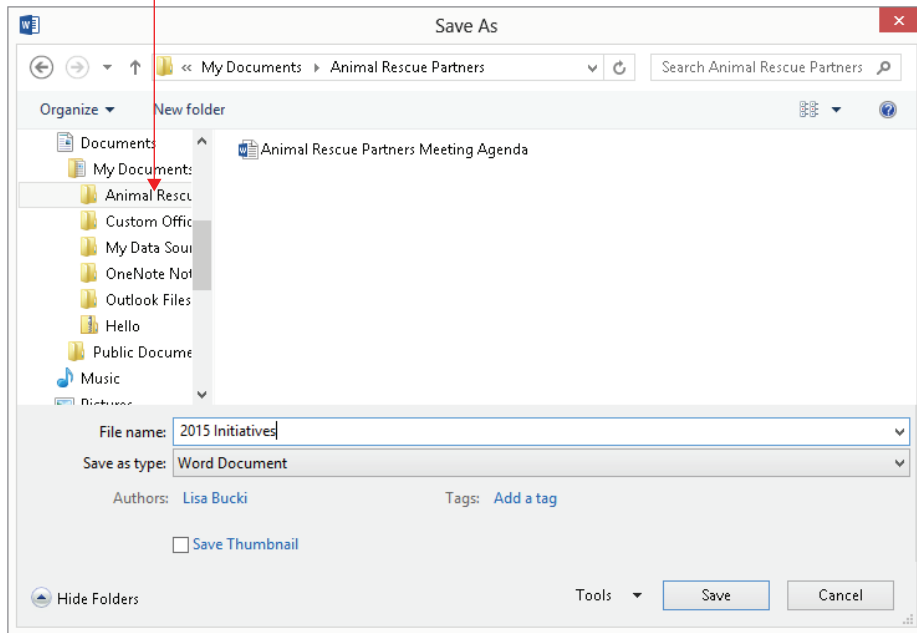 Save As
« My Documents Animal Rescue Partners
Search Animal Rescue Partners
Organize
New folder
Documents
My Documents
Animal Rescu
Custom Offic
My Data Sour
OneNote Not
Outlook Files
Hello
Public Docume
Music
Pictures
Animal Rescue Partners Meeting Agenda
File name: 2015 Initiatives
Save as type: Word Document
Authors: Lisa Bucki
Tags: Add a tag
Save Thumbnail
Hide Folders
Tools
Save
Cancel